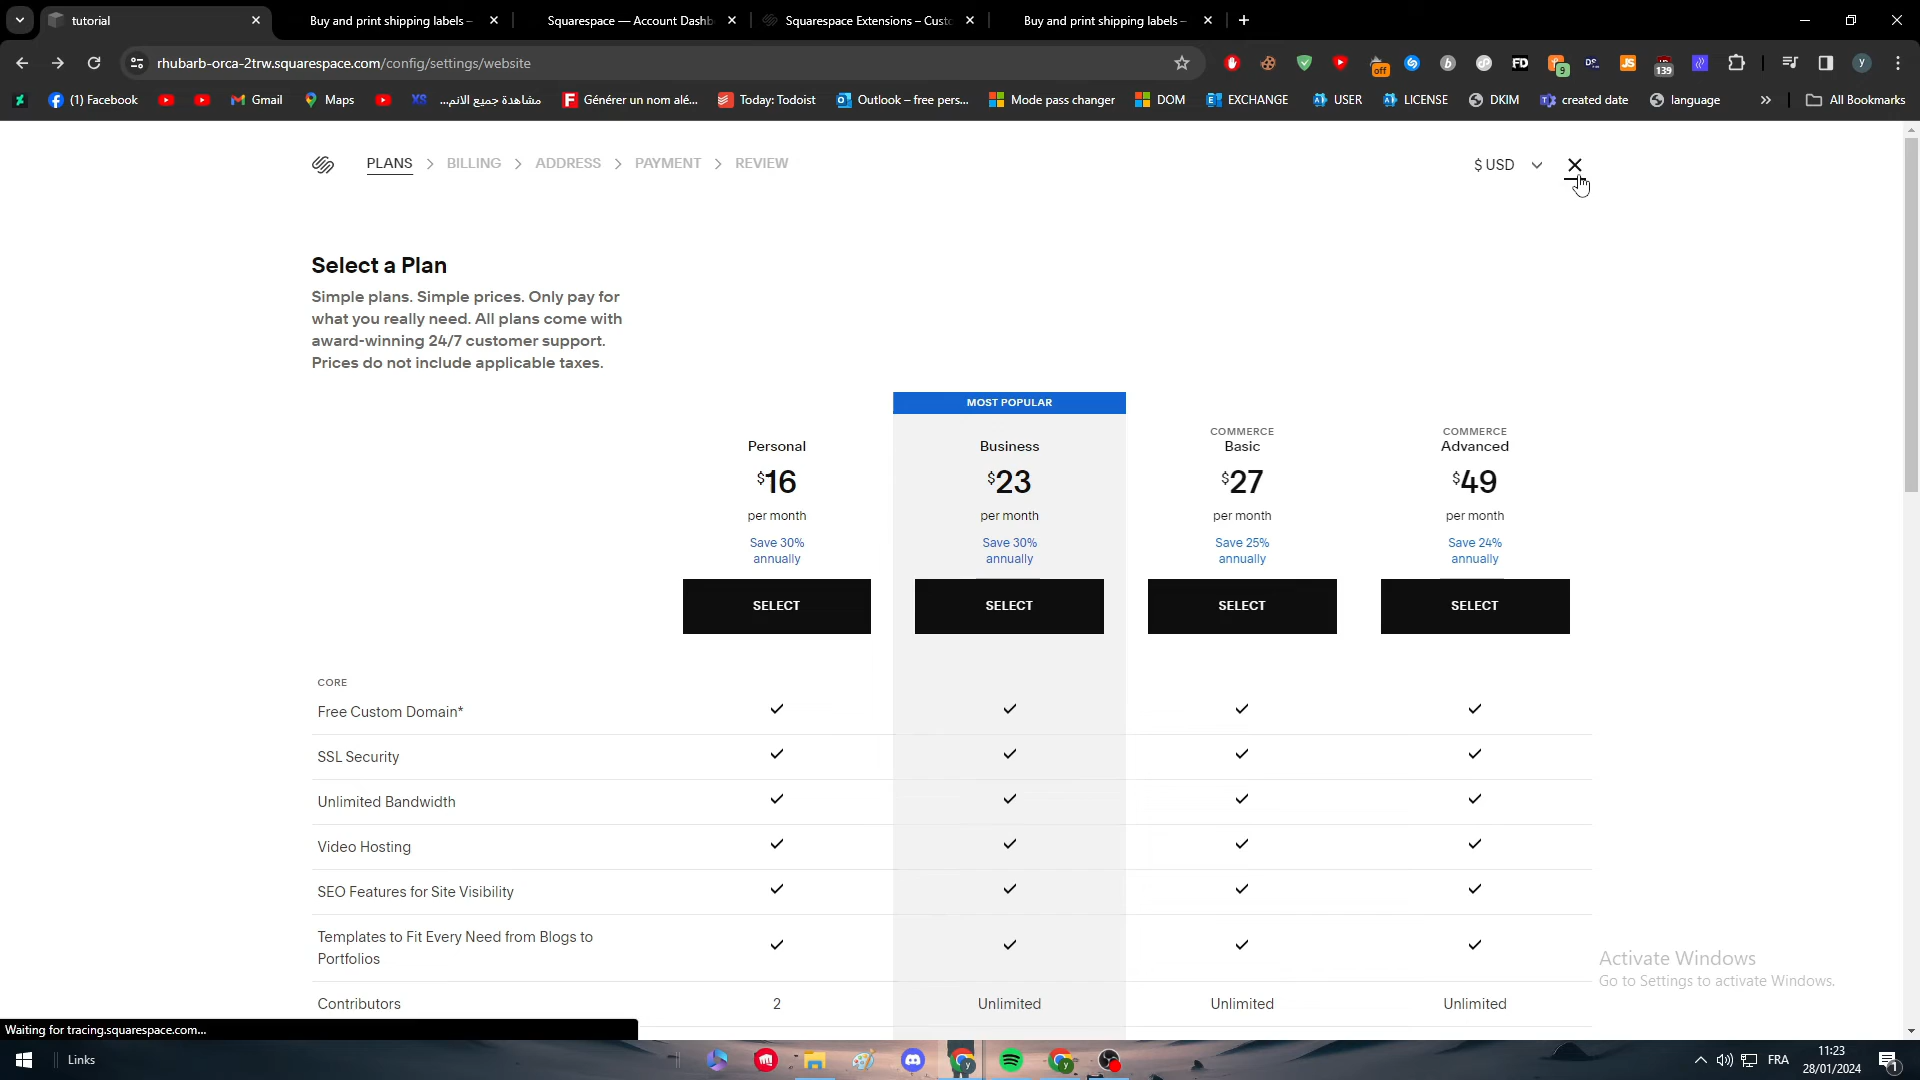 tutorial
Buy and print shipping labels –
Squarespace — Account Dashb
Squarespace Extensions – Custo
Buy and print shipping labels –
rhubarb-orca-2trw.squarespace.com/config/settings/website
off
FD
9
JS
139
y
(1) Facebook
Gmail
Maps
XS
مشاهدة جميع الانم...
Générer un nom alé...
Today: Todoist
Outlook – free pers...
Mode pass changer
DOM
EXCHANGE
USER
LICENSE
DKIM
created date
language
All Bookmarks
PLANS
BILLING
ADDRESS
PAYMENT
REVIEW
$ USD
Select a Plan
Simple plans. Simple prices. Only pay for
what you really need. All plans come with
award-winning 24/7 customer support.
Prices do not include applicable taxes.
MOST POPULAR
Personal
$16
per month
Save 30%
annually
SELECT
Business
$23
per month
Save 30%
annually
SELECT
COMMERCE
Basic
$27
per month
Save 25%
annually
SELECT
COMMERCE
Advanced
$49
per month
Save 24%
annually
SELECT
CORE
Free Custom Domain*
SSL Security
Unlimited Bandwidth
Video Hosting
SEO Features for Site Visibility
Templates to Fit Every Need from Blogs to
Portfolios
Contributors 2 Unlimited Unlimited Unlimited
Activate Windows
Go to Settings to activate Windows.
Waiting for tracing.squarespace.com...
Links
FRA
11:23
28/01/2024
1